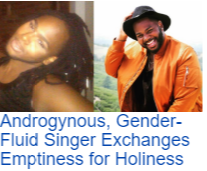 Androgynous, Gender-
Fluid Singer Exchanges
Emptiness for Holiness